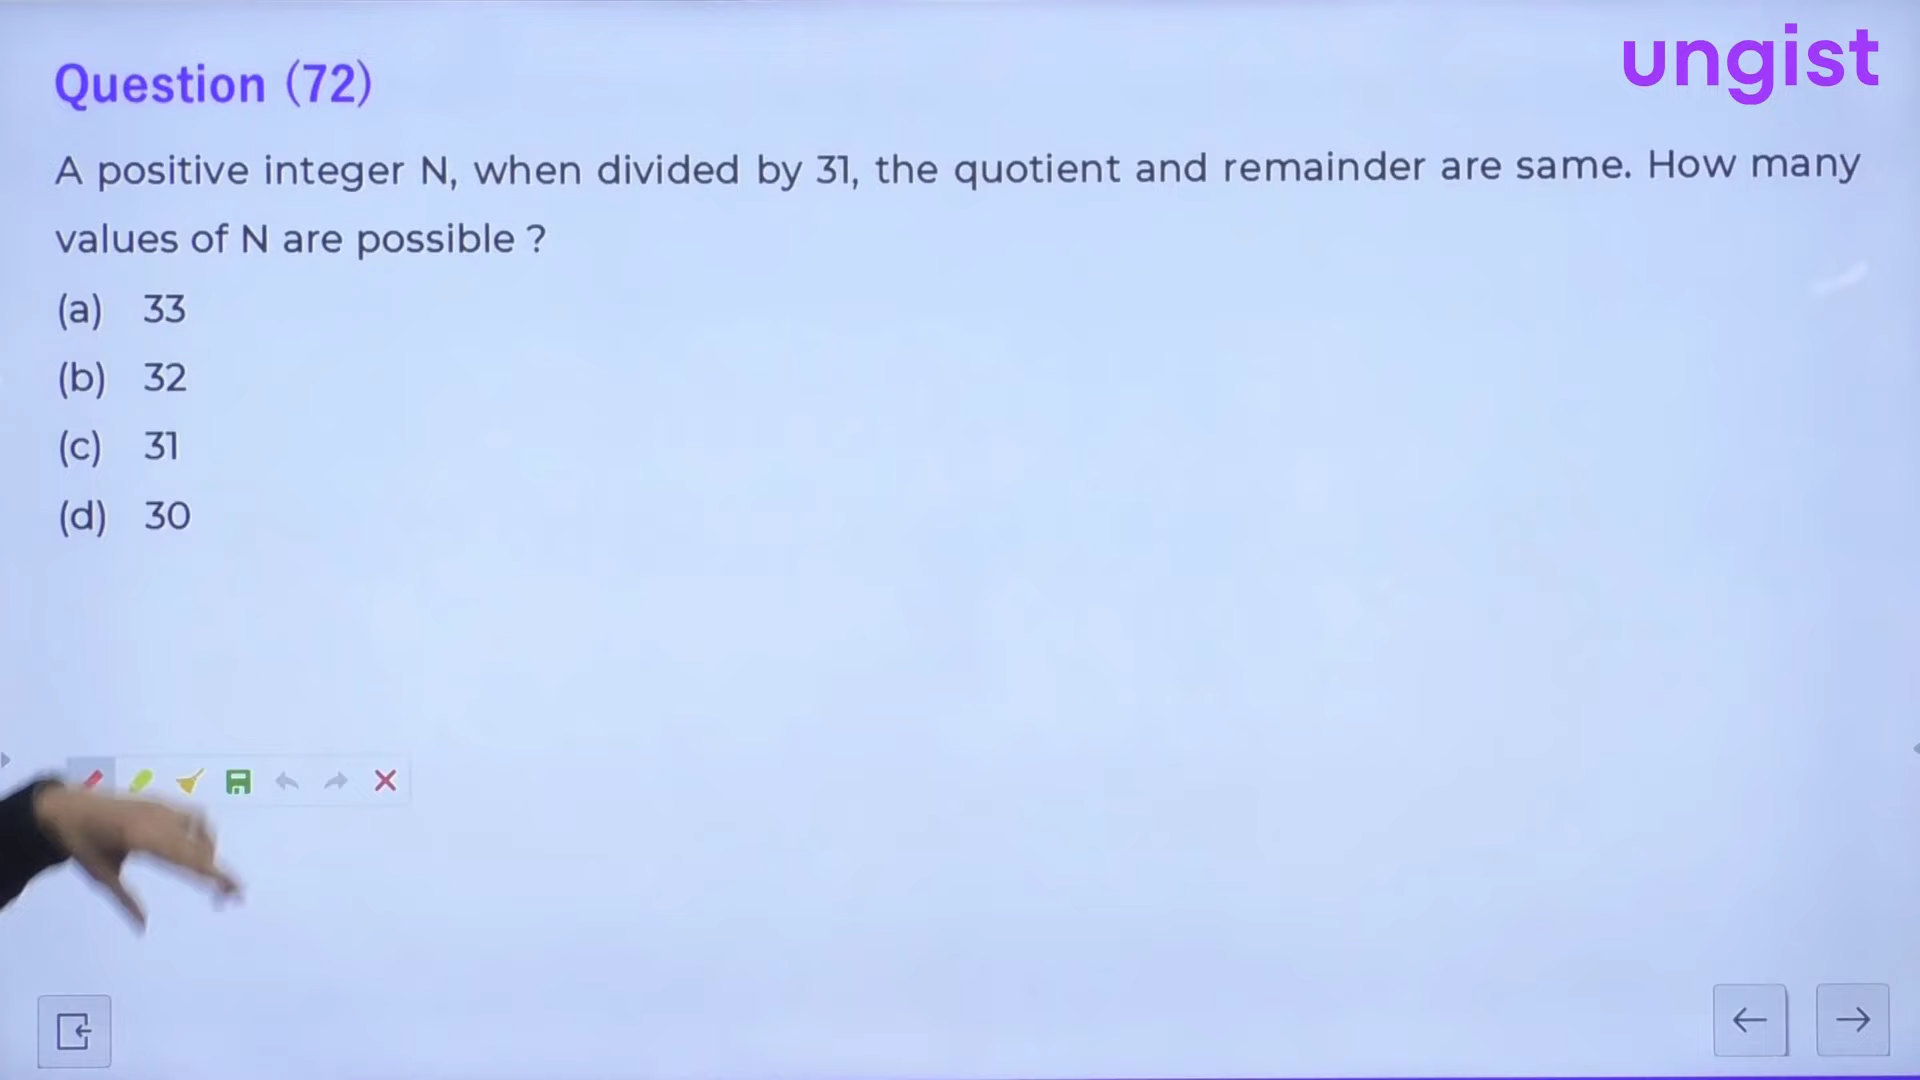 ungist
Question (72)
A positive integer N, when divided by 31, the quotient and remainder are same. How many
values of N are possible ?
(a) 33
(b) 32
(c) 31
(d) 30